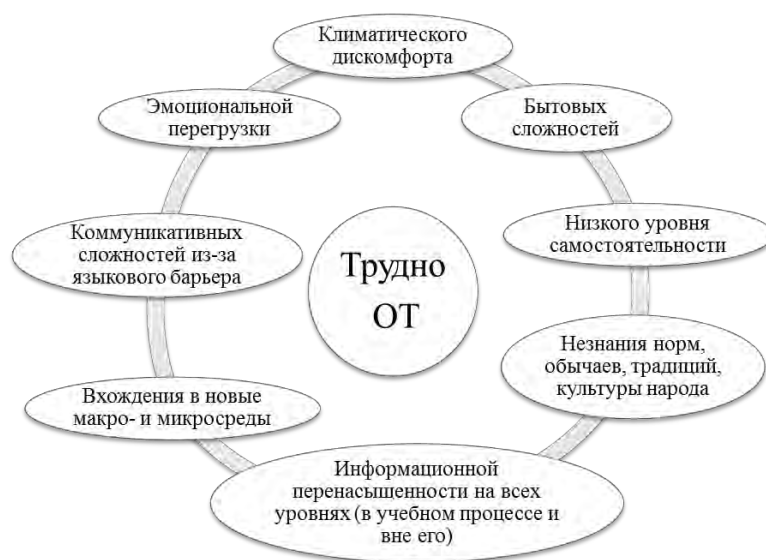 Климатического
дискомфорта
Бытовых
сложностей
Низкого уровня
самостоятельности
Незнания норм,
обычаев, традиций,
культуры народа
Информационной
перенасыщенности на всех
уровнях (в учебном процессе и
вне его)
Вхождения в новые
макро- и микросреды
Коммуникативных
сложностей из-за
языкового барьера
Эмоциональной
перегрузки
Трудно
ОТ